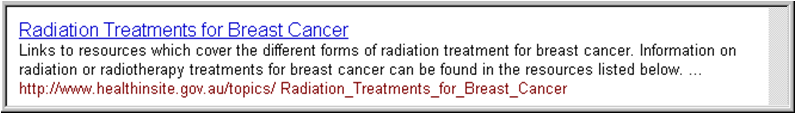 Radiation Treatments for Breast Cancer
Links to resources which cover the different forms of radiation treatment for breast cancer. Information on
radiation or radiotherapy treatments for breast cancer can be found in the resources listed below. ...
http://www.healthinsite.gov.au/topics/ Radiation_Treatments_for_Breast_Cancer